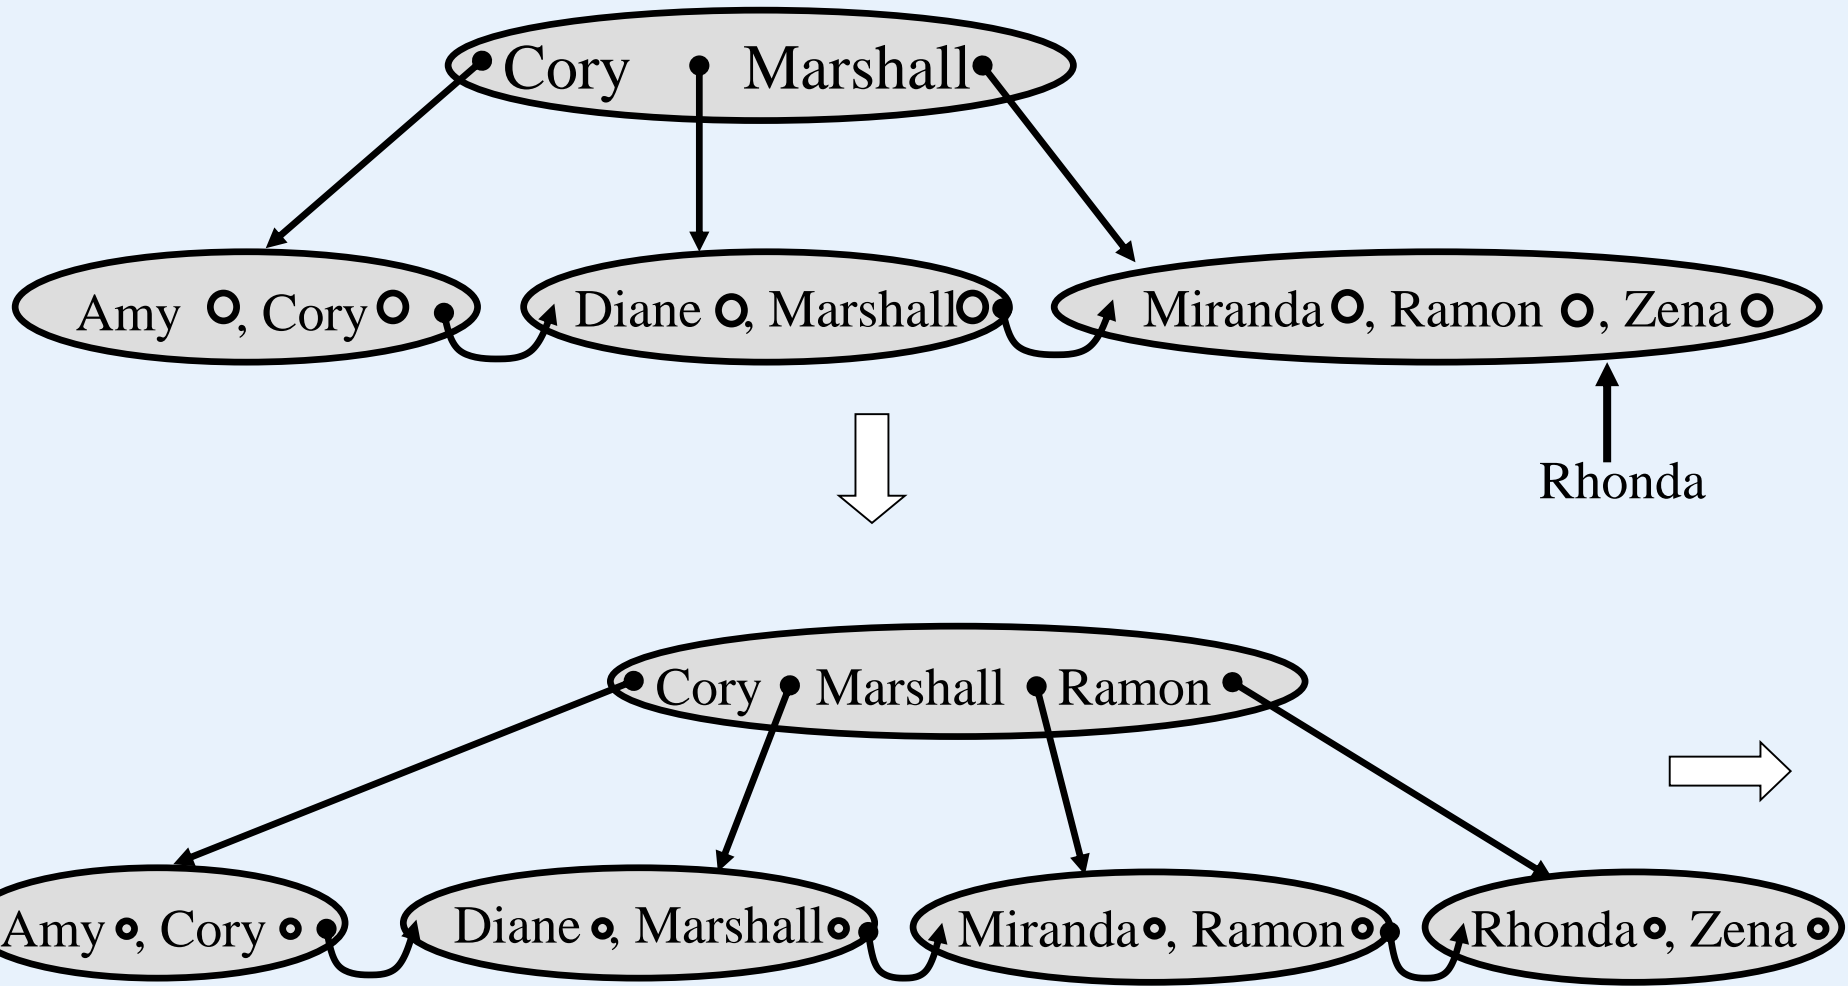 Cory Marshall
Amy , Cory
Diane , Marshall
Miranda , Ramon , Zena
Rhonda
Cory Marshall Ramon
Amy , Cory
Diane , Marshall
Miranda , Ramon
Rhonda , Zena